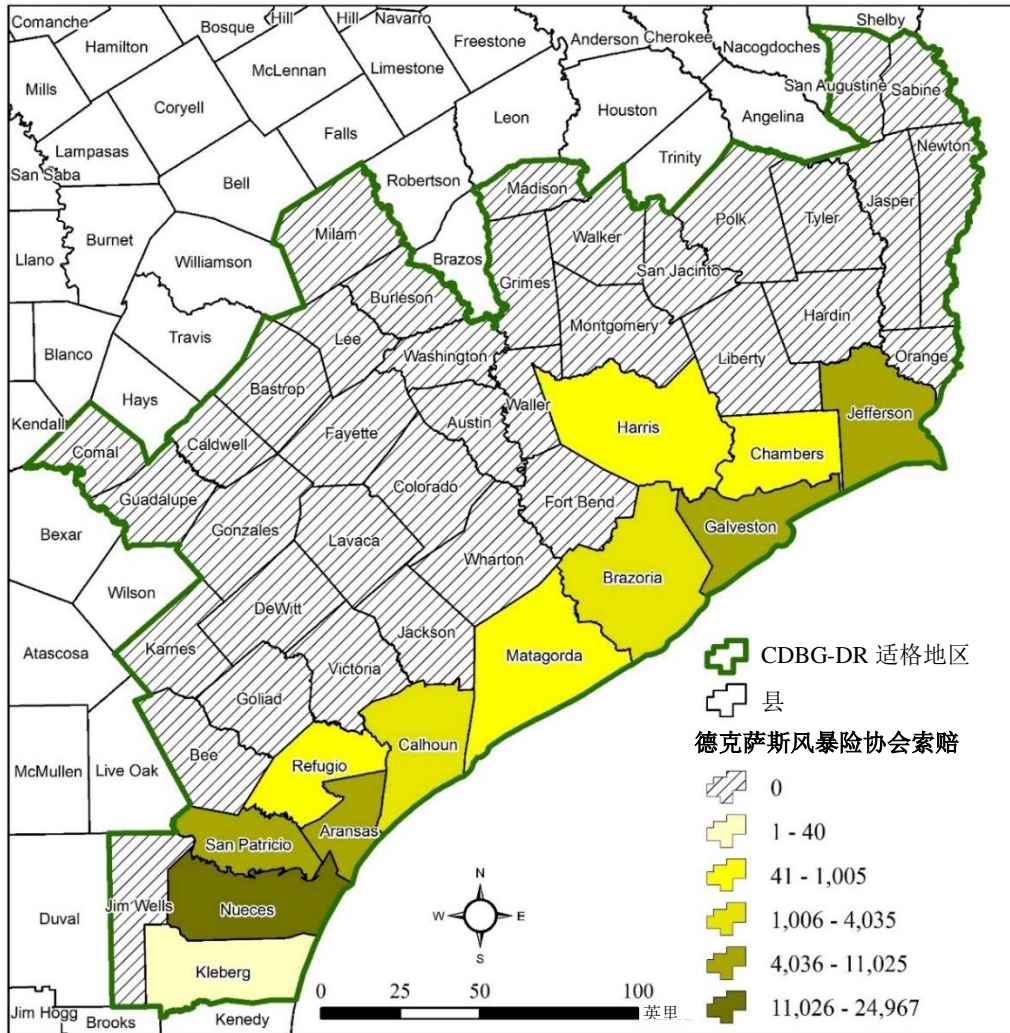 Comanche
Hamilton
Bosque
Hill
Hill
Navarro
Freestone
Anderson
Cherokee
Nacogdoches
Shelby
Mills
Coryell
McLennan
Limestone
Leon
Houston
Angelina
San Augustine
Sabine
Lampasas
Falls
Trinity
Newton
San Saba
Bell
Robertson
Madison
Polk
Tyler
Jasper
Burnet
Milam
Walker
Llano
Williamson
Brazos
Grimes
San Jacinto
Burleson
Hardin
Montgomery
Blanco
Travis
Lee
Washington
Liberty
Orange
Bastrop
Hays
Waller
Jefferson
Kendall
Austin
Harris
Caldwell
Fayette
Comal
Chambers
Guadalupe
Colorado
Fort Bend
Bexar
Gonzales
Galveston
Lavaca
Wharton
Brazoria
Wilson
DeWitt
Atascosa
Karnes
Jackson
Matagorda
Victoria
Goliad
Calhoun
Bee
McMullen
Live Oak
Refugio
Aransas
San Patricio
Duval
Jim Wells
Nueces
Kleberg
Jim Hogg
Brooks
Kenedy
N
W
E
S
0
25
50
100
英里
CDBG-DR 适格地区
县
德克萨斯风暴险协会索赔
0
1 - 40
41 - 1,005
1,006 - 4,035
4,036 - 11,025
11,026 - 24,967